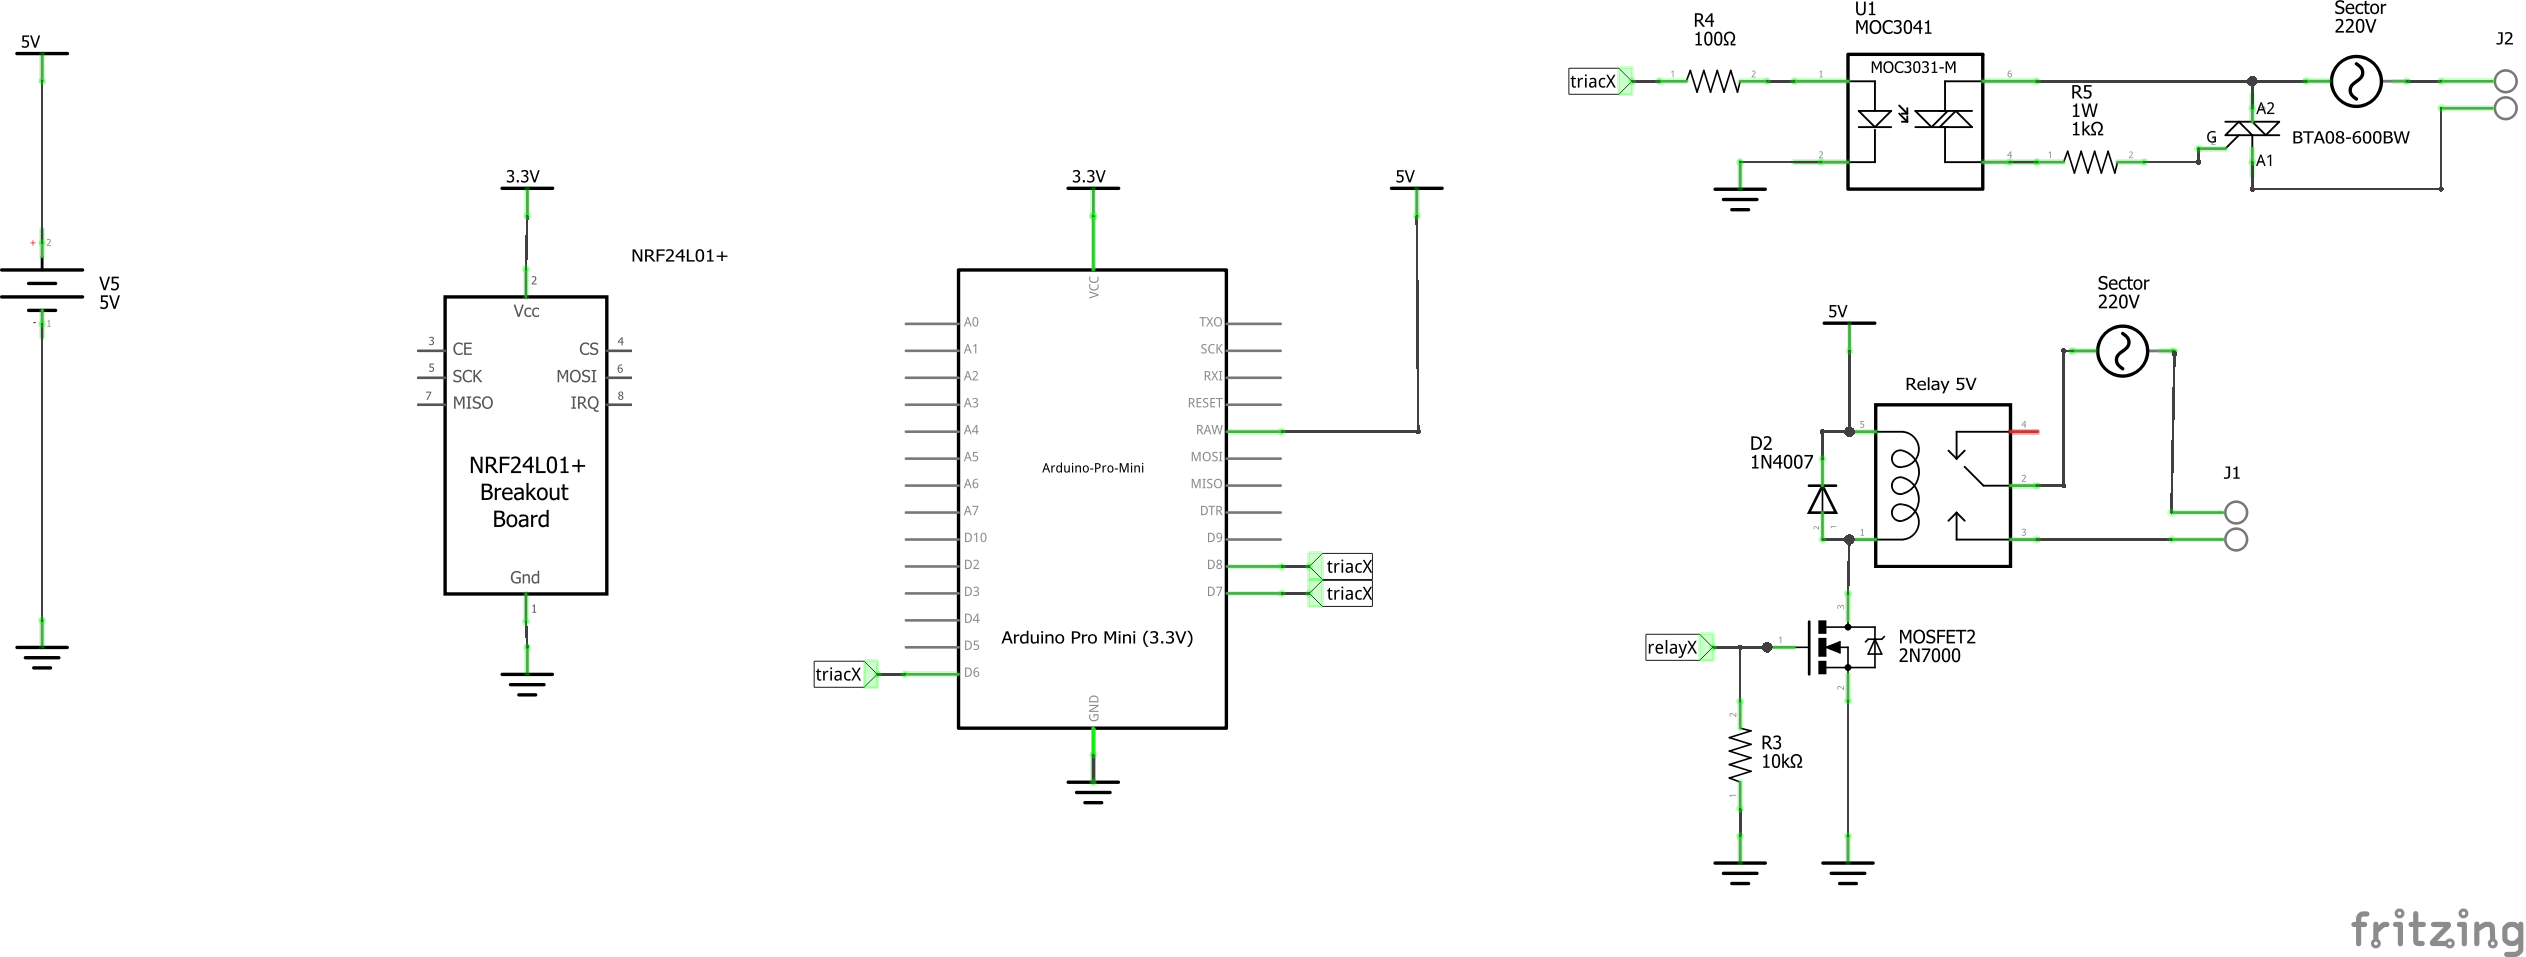 5V
+
2
-
1
V5
5V
3.3V
2
NRF24L01+
Vcc
3
CE
CS
4
5
SCK
MOSI
6
7
MISO
IRQ
8
NRF24L01+
Breakout
Board
Gnd
1
3.3V
VCC
A0
A1
A2
A3
A4
A5
A6
A7
D10
D2
D3
D4
D5
D6
triacX
TXO
SCK
RXI
RESET
RAW
MOSI
MISO
DTR
D9
D8
D7
triacX
triacX
Arduino-Pro-Mini
Arduino Pro Mini (3.3V)
GND
5V
triacX
R4
100Ω
1
2
U1
MOC3041
MOC3031-M
1
2
6
4
R5
1W
1kΩ
1
2
G
A2
A1
BTA08-600BW
Sector
220V
J2
5V
D2
1N4007
2
1
Relay 5V
5
1
4
2
3
Sector
220V
J1
relayX
1
3
2
MOSFET2
2N7000
2
1
R3
10kΩ
fritzing